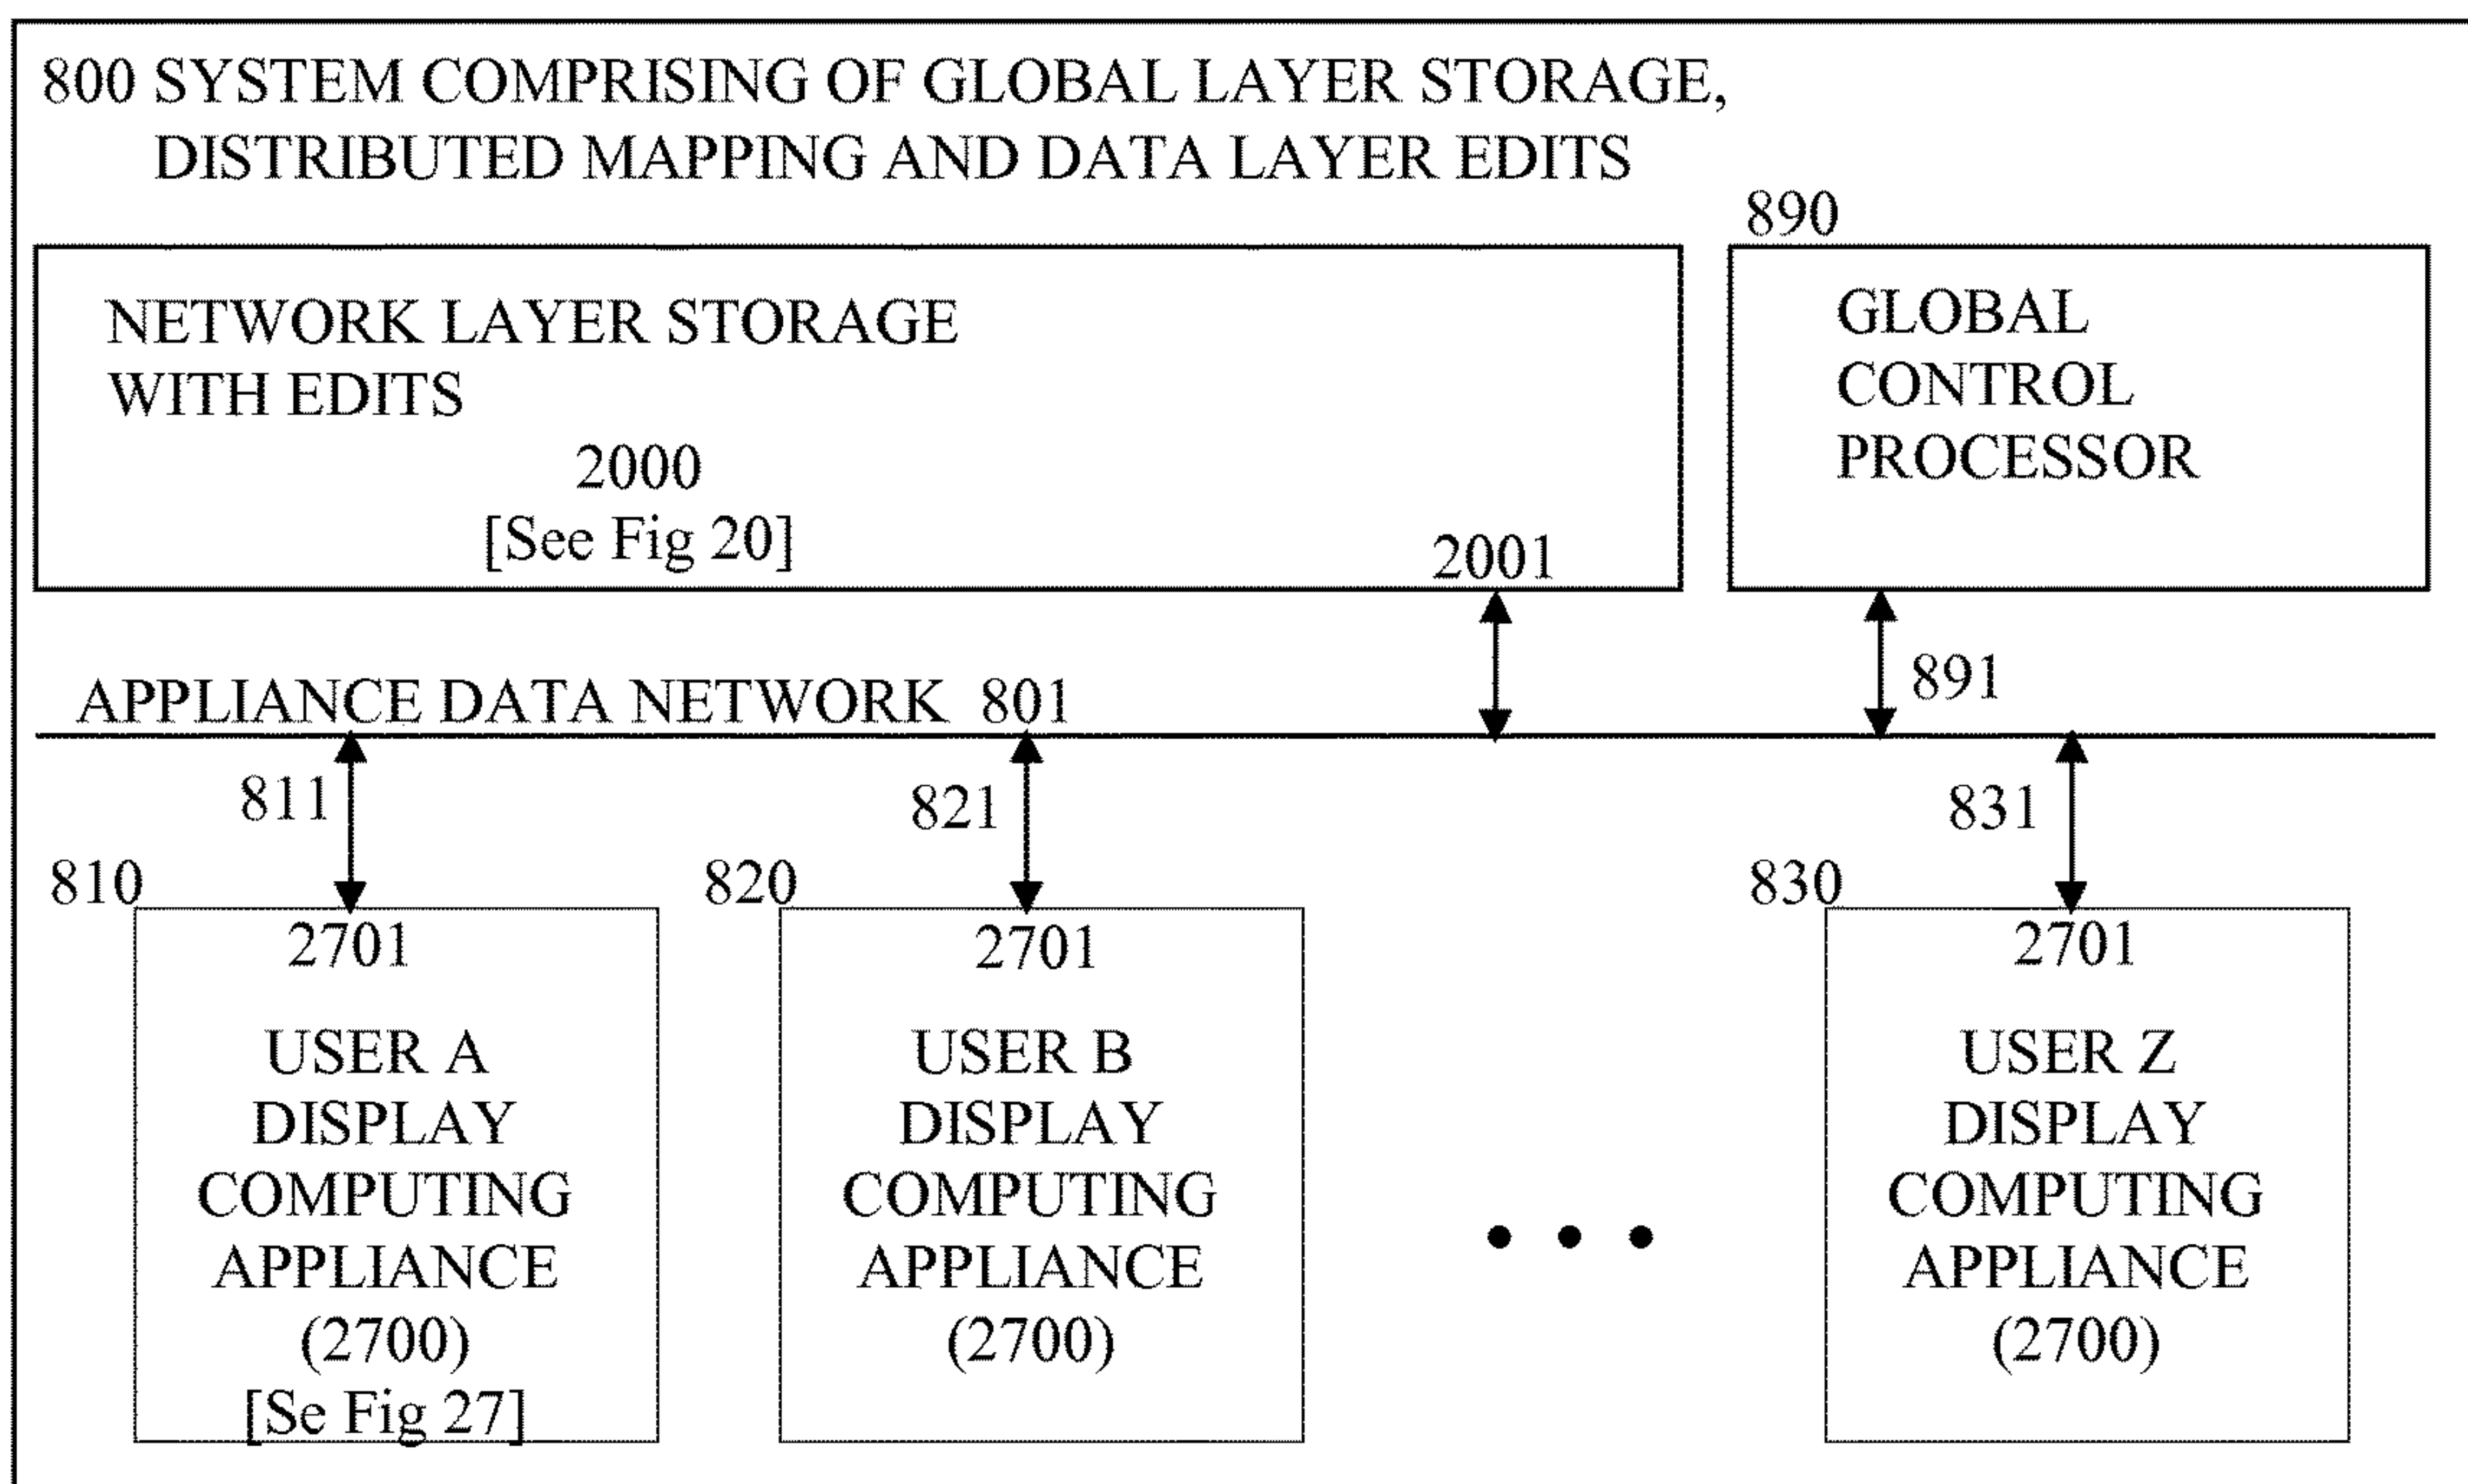 800 SYSTEM COMPRISING OF GLOBAL LAYER STORAGE,
DISTRIBUTED MAPPING AND DATA LAYER EDITS
890
NETWORK LAYER STORAGE
WITH EDITS
2000
[See Fig 20]
2001
GLOBAL
CONTROL
PROCESSOR
891
APPLIANCE DATA NETWORK 801
811
821
831
810
820
830
2701
USER A
DISPLAY
COMPUTING
APPLIANCE
(2700)
[Se Fig 27]
2701
USER B
DISPLAY
COMPUTING
APPLIANCE
(2700)
• • •
2701
USER Z
DISPLAY
COMPUTING
APPLIANCE
(2700)